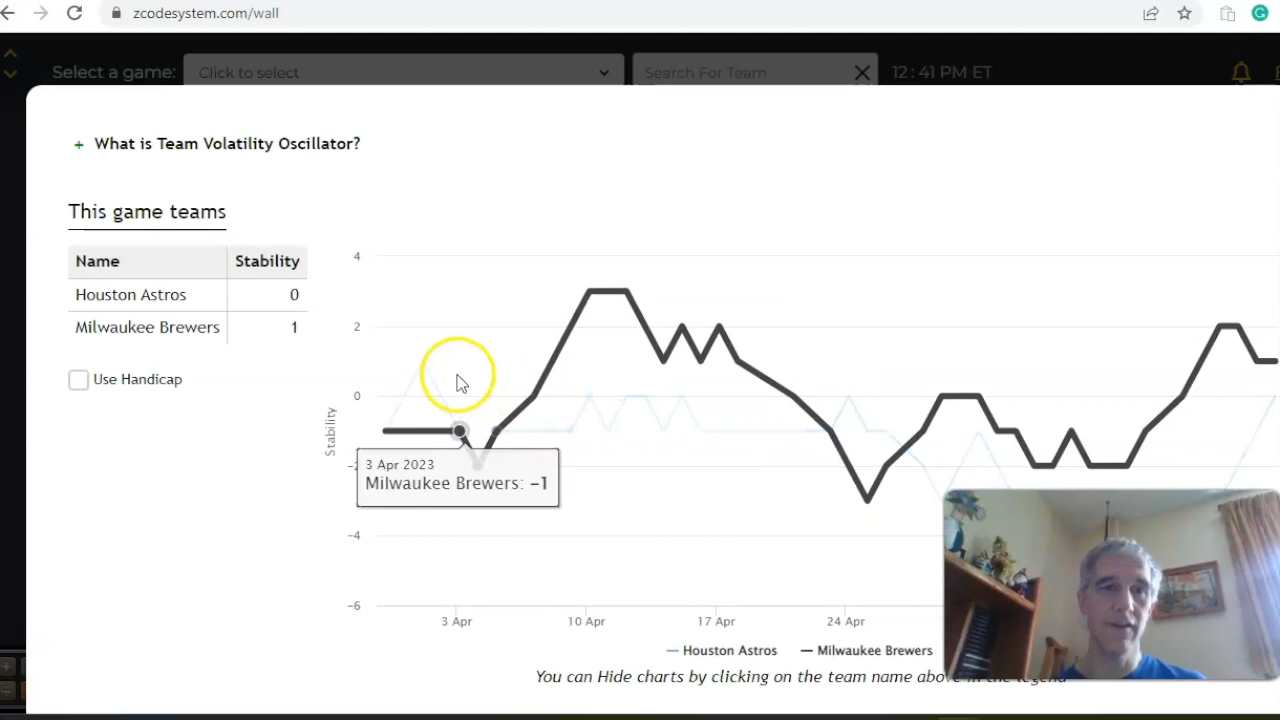 zcodesystem.com/wall
Select a game: Click to select Search For Team 12:41 PM ET
+ What is Team Volatility Oscillator?
This game teams
Name Stability
Houston Astros 0
Milwaukee Brewers 1
Use Handicap
Stability
4
2
0
-4
-6
3 Apr 2023
Milwaukee Brewers: -1
3 Apr 10 Apr 17 Apr 24 Apr
Houston Astros Milwaukee Brewers
You can Hide charts by clicking on the team name above in the legend